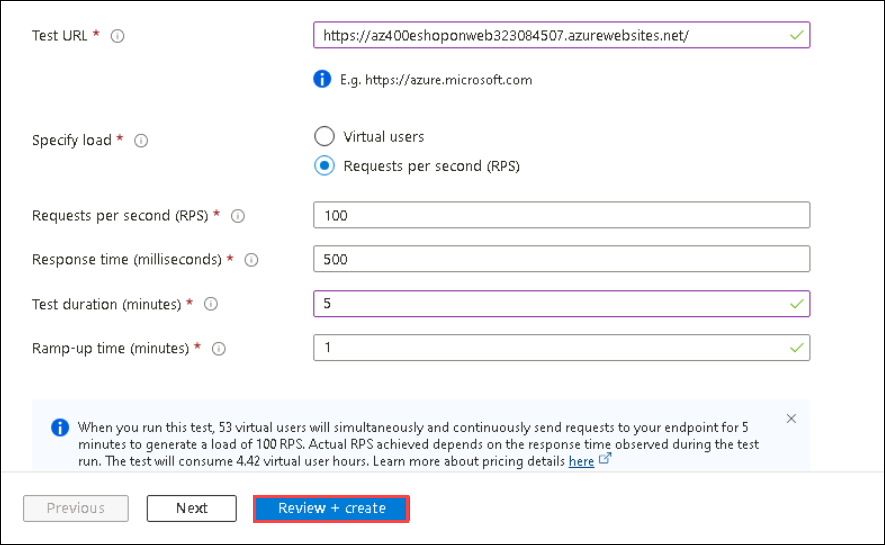 Test URL *
https://az400eshoponweb323084507.azurewebsites.net/
E.g. https://azure.microsoft.com
Specify load *
Virtual users
Requests per second (RPS)
Requests per second (RPS) *
100
Response time (milliseconds) *
500
Test duration (minutes) *
5
Ramp-up time (minutes) *
1
When you run this test, 53 virtual users will simultaneously and continuously send requests to your endpoint for 5
minutes to generate a load of 100 RPS. Actual RPS achieved depends on the response time observed during the test
run. The test will consume 4.42 virtual user hours. Learn more about pricing details here
Previous
Next
Review + create